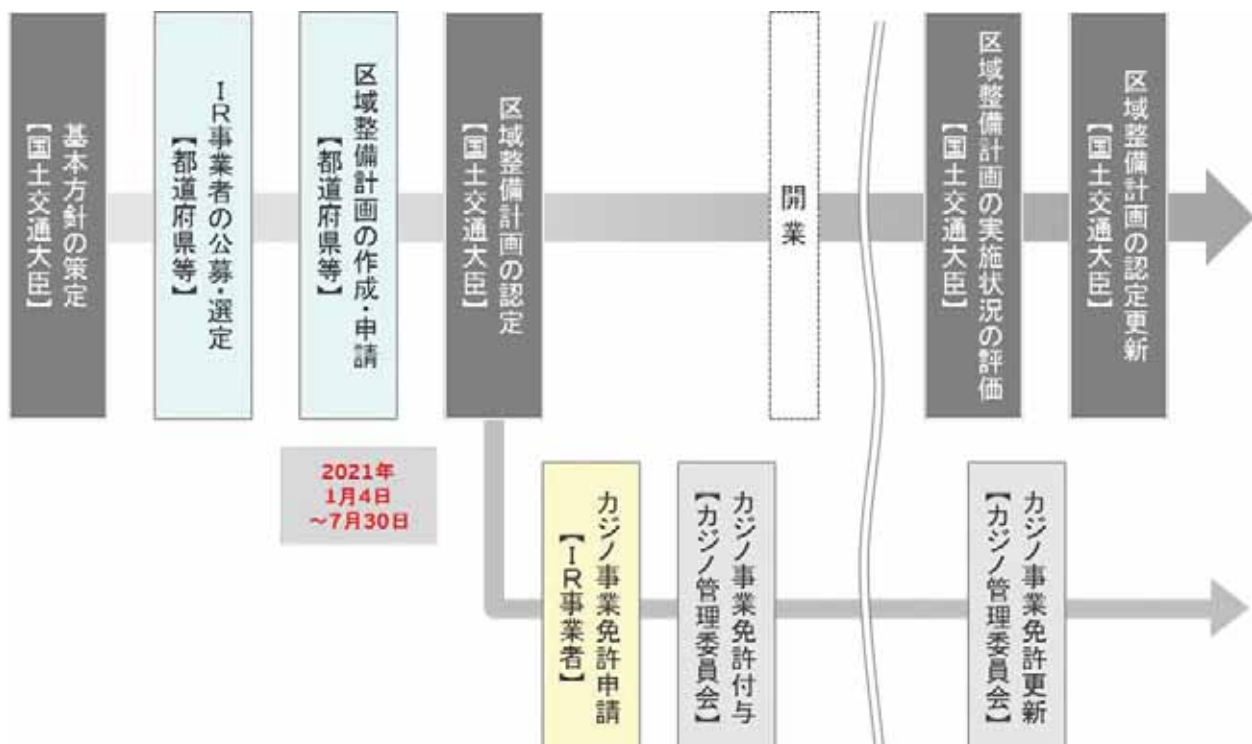 基本方針の策定
【国土交通大臣】
IR事業者の公募・選定
【都道府県等】
区域整備計画の作成・申請
【都道府県等】
区域整備計画の認定
【国土交通大臣】
開業
区域整備計画の実施状況の評価
【国土交通大臣】
区域整備計画の認定更新
【国土交通大臣】
2021年
1月4日
～7月30日
カジノ事業免許申請
【IR事業者】
カジノ事業免許付与
【カジノ管理委員会】
カジノ事業免許更新
【カジノ管理委員会】